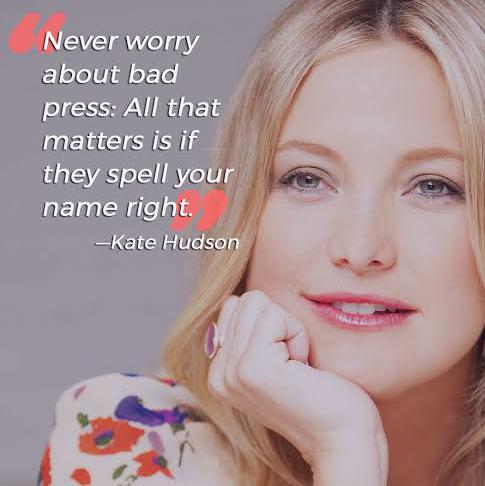 “Never worry
about bad
press: All that
matters is if
they spell your
name right.”
—Kate Hudson